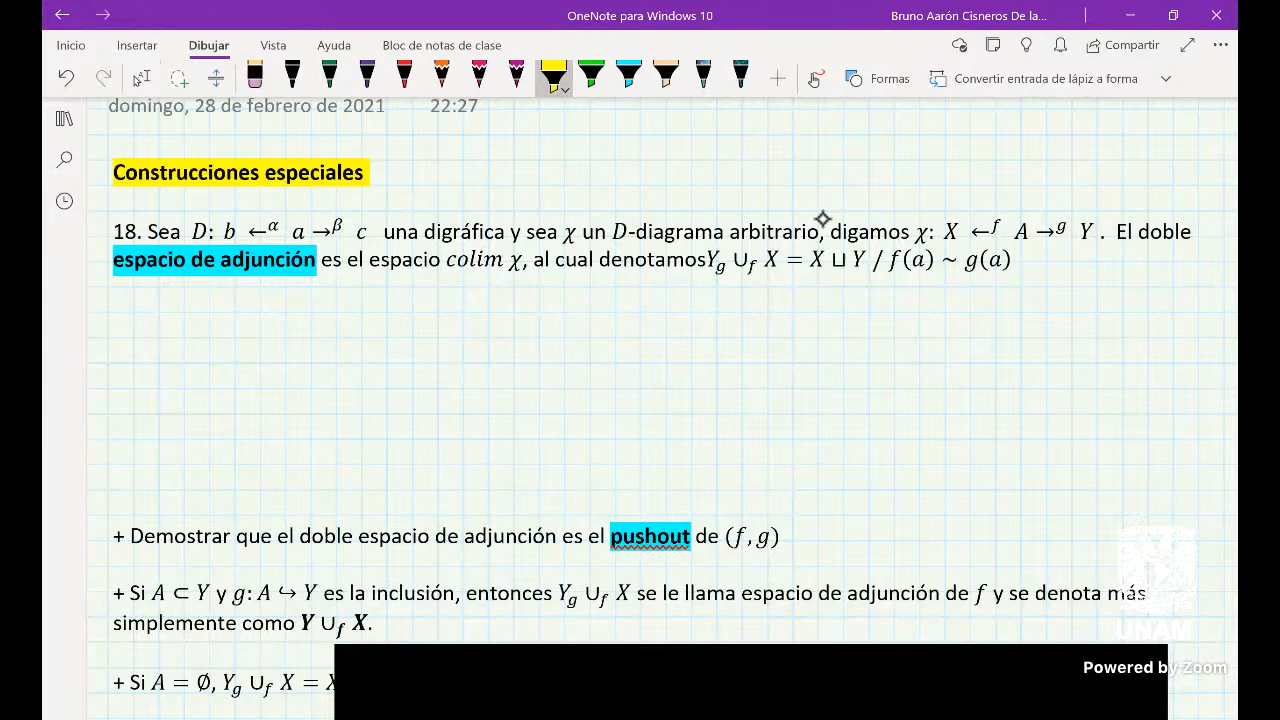 OneNote para Windows 10
Bruno Aarón Cisneros De la...
Inicio Insertar Dibujar Vista Ayuda Bloc de notas de clase Compartir
Formas Convertir entrada de lápiz a forma
domingo, 28 de febrero de 2021 22:27
Construcciones especiales
18. Sea D: b ←^α a →^β c una digráfica y sea χ un D-diagrama arbitrario, digamos χ: X ←^f A →^g Y . El doble
espacio de adjunción es el espacio colim χ, al cual denotamosY_g ∪_f X = X ⊔ Y / f(a) ~ g(a)
+ Demostrar que el doble espacio de adjunción es el pushout de (f, g)
+ Si A ⊂ Y y g: A ↪ Y es la inclusión, entonces Y_g ∪_f X se le llama espacio de adjunción de f y se denota más
simplemente como Y ∪_f X.
UNAM
Powered by Zoom
+ Si A = ∅, Y_g ∪_f X = X